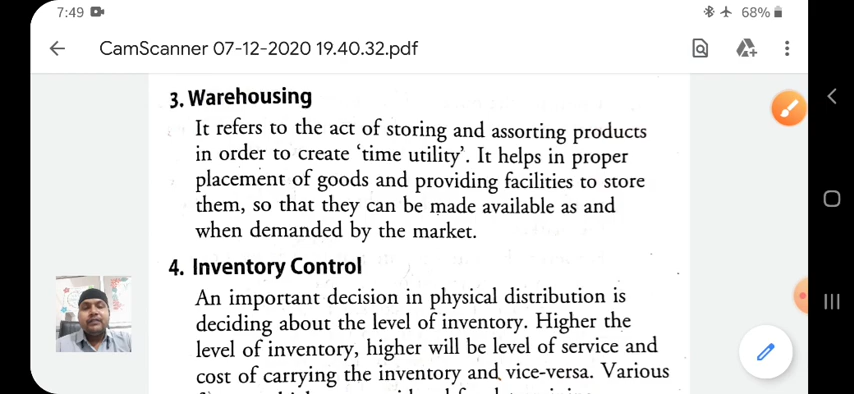 7:49
68%
CamScanner 07-12-2020 19.40.32.pdf
3. Warehousing
It refers to the act of storing and assorting products
in order to create ‘time utility’. It helps in proper
placement of goods and providing facilities to store
them, so that they can be made available as and
when demanded by the market.
4. Inventory Control
An important decision in physical distribution is
deciding about the level of inventory. Higher the
level of inventory, higher will be level of service and
cost of carrying the inventory and vice-versa. Various